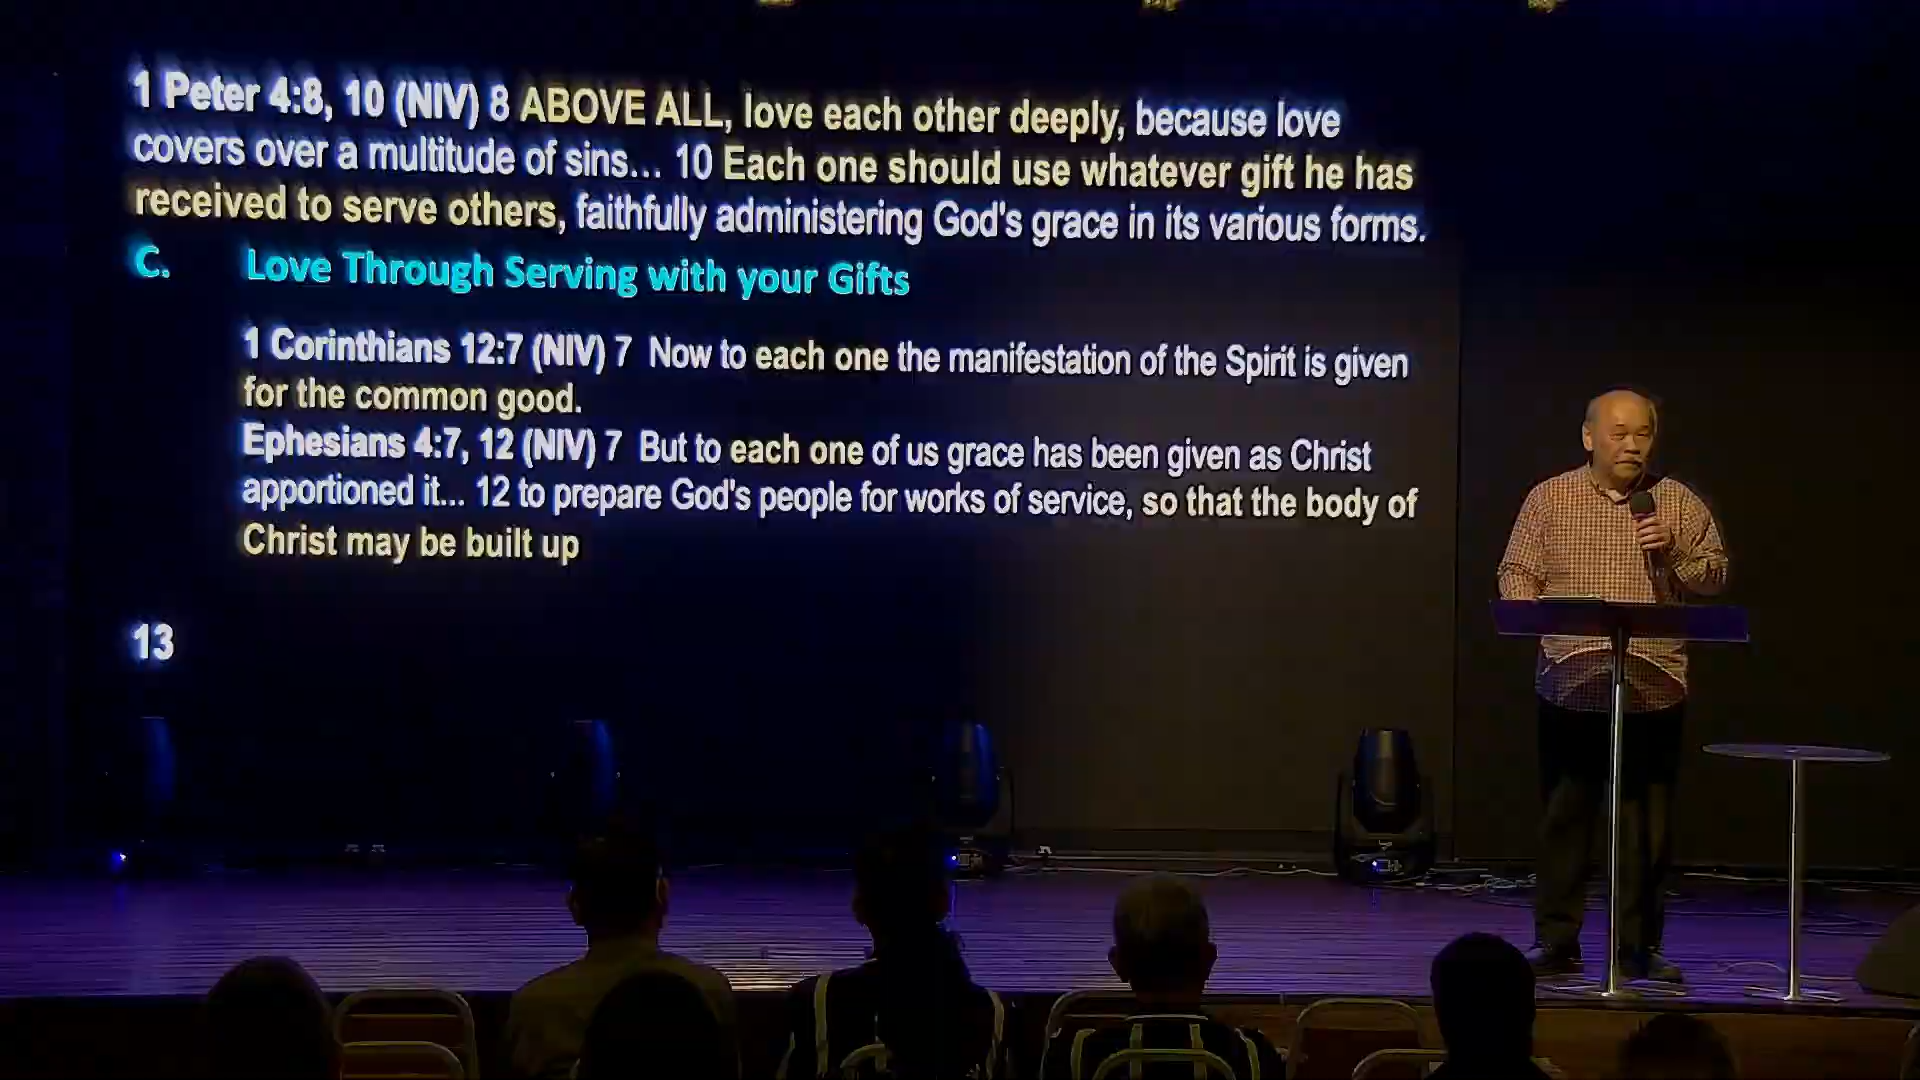 1 Peter 4:8, 10 (NIV) 8 ABOVE ALL, love each other deeply, because love
covers over a multitude of sins... 10 Each one should use whatever gift he has
received to serve others, faithfully administering God's grace in its various forms.
C. Love Through Serving with your Gifts
1 Corinthians 12:7 (NIV) 7 Now to each one the manifestation of the Spirit is given
for the common good.
Ephesians 4:7, 12 (NIV) 7 But to each one of us grace has been given as Christ
apportioned it... 12 to prepare God's people for works of service, so that the body of
Christ may be built up
13